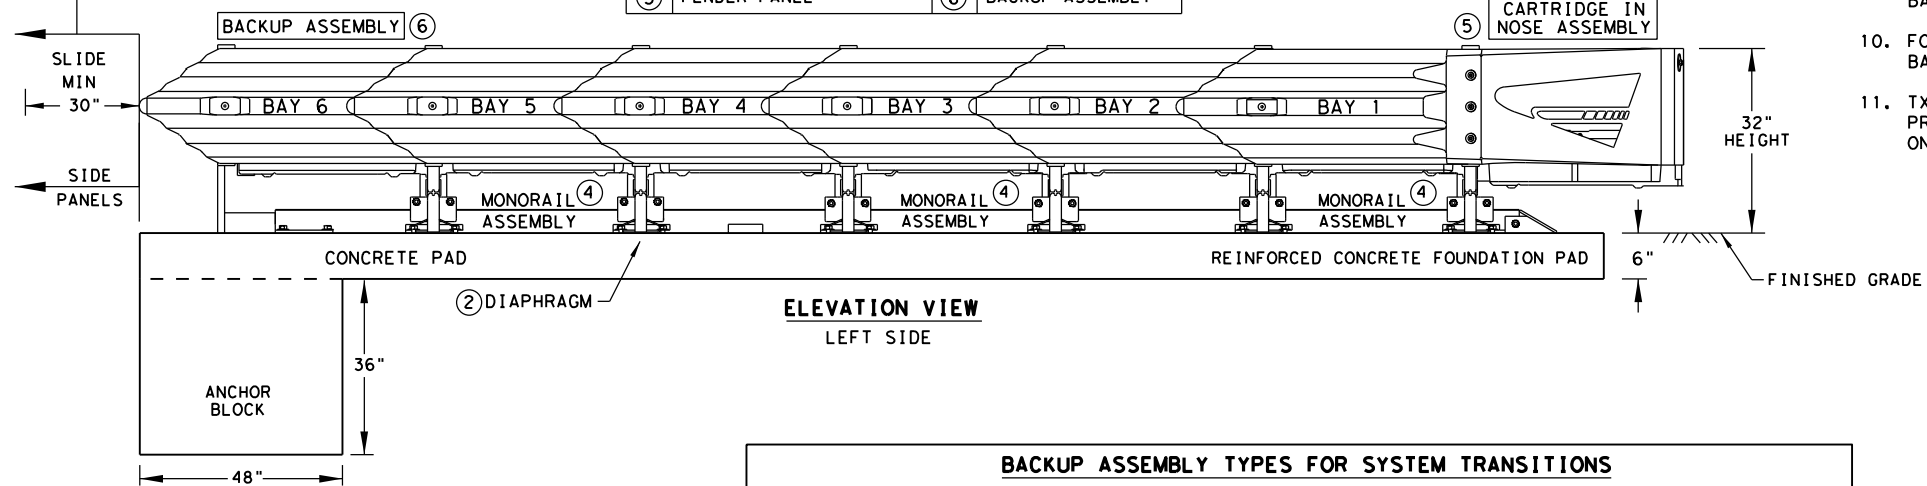 BACKUP ASSEMBLY 6
5
CARTRIDGE IN
NOSE ASSEMBLY
SLIDE
MIN
30"
BAY 6
BAY 5
BAY 4
BAY 3
BAY 2
BAY 1
10. FO
BA
11. TX
PR
ON
32"
HEIGHT
SIDE
PANELS
MONORAIL 4
ASSEMBLY
MONORAIL 4
ASSEMBLY
MONORAIL 4
ASSEMBLY
CONCRETE PAD
REINFORCED CONCRETE FOUNDATION PAD
6"
FINISHED GRADE
2 DIAPHRAGM
ELEVATION VIEW
LEFT SIDE
36"
ANCHOR
BLOCK
48"
BACKUP ASSEMBLY TYPES FOR SYSTEM TRANSITIONS